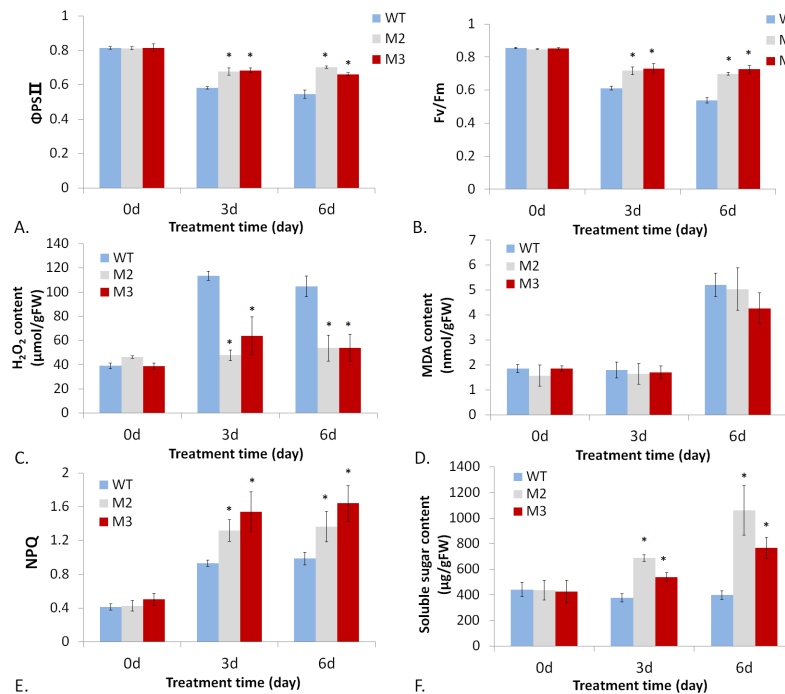 1
0.8
0.6
0.4
0.2
0
ΦPSII
0d 3d 6d
Treatment time (day)
WT
M2
M3
* * * *
A.
1
0.8
0.6
0.4
0.2
0
Fv/Fm
0d 3d 6d
Treatment time (day)
* * * *
B.
140
120
100
80
60
40
20
00
H₂O₂ content
(μmol/gFW)
0d 3d 6d
Treatment time (day)
WT
M2
M3
* * * *
C.
7
6
5
4
3
2
1
0
MDA content
(nmol/gFW)
0d 3d 6d
Treatment time (day)
WT
M2
M3
D.
2
1.6
1.2
0.8
0.4
0
NPQ
0d 3d 6d
Treatment time (day)
WT
M2
M3
* * * *
E.
1400
1200
1000
800
600
400
200
0
Soluble sugar content
(μg/gFW)
0d 3d 6d
Treatment time (day)
WT
M2
M3
* * * *
F.